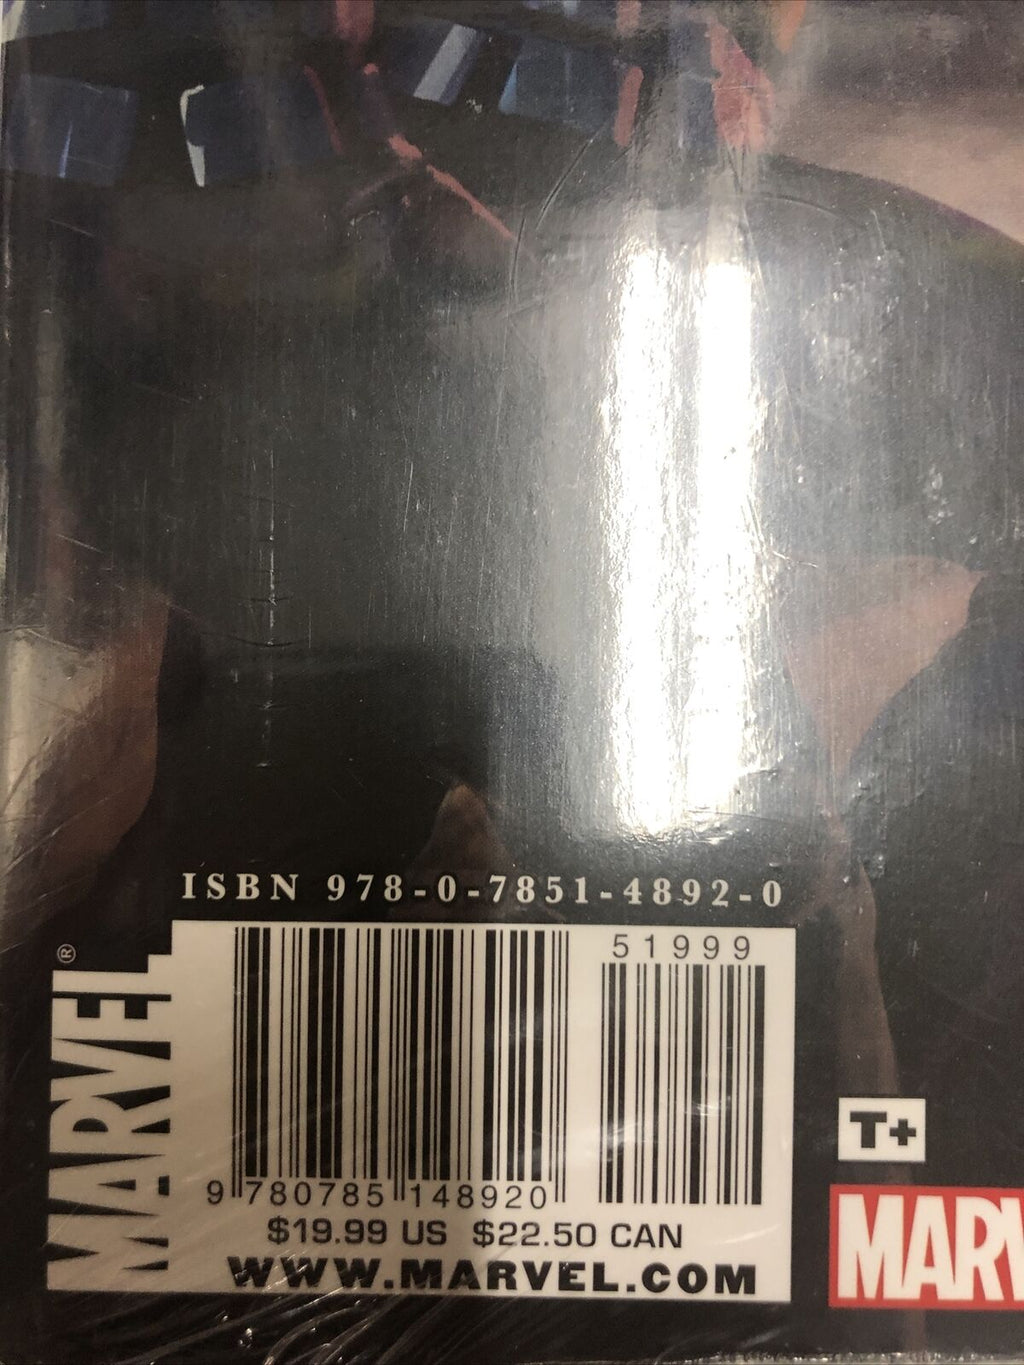 ISBN 978-0-7851-4892-0
MARVEL®
51999
9 780785 148920
$19.99 US $22.50 CAN
WWW.MARVEL.COM
T+
MARV